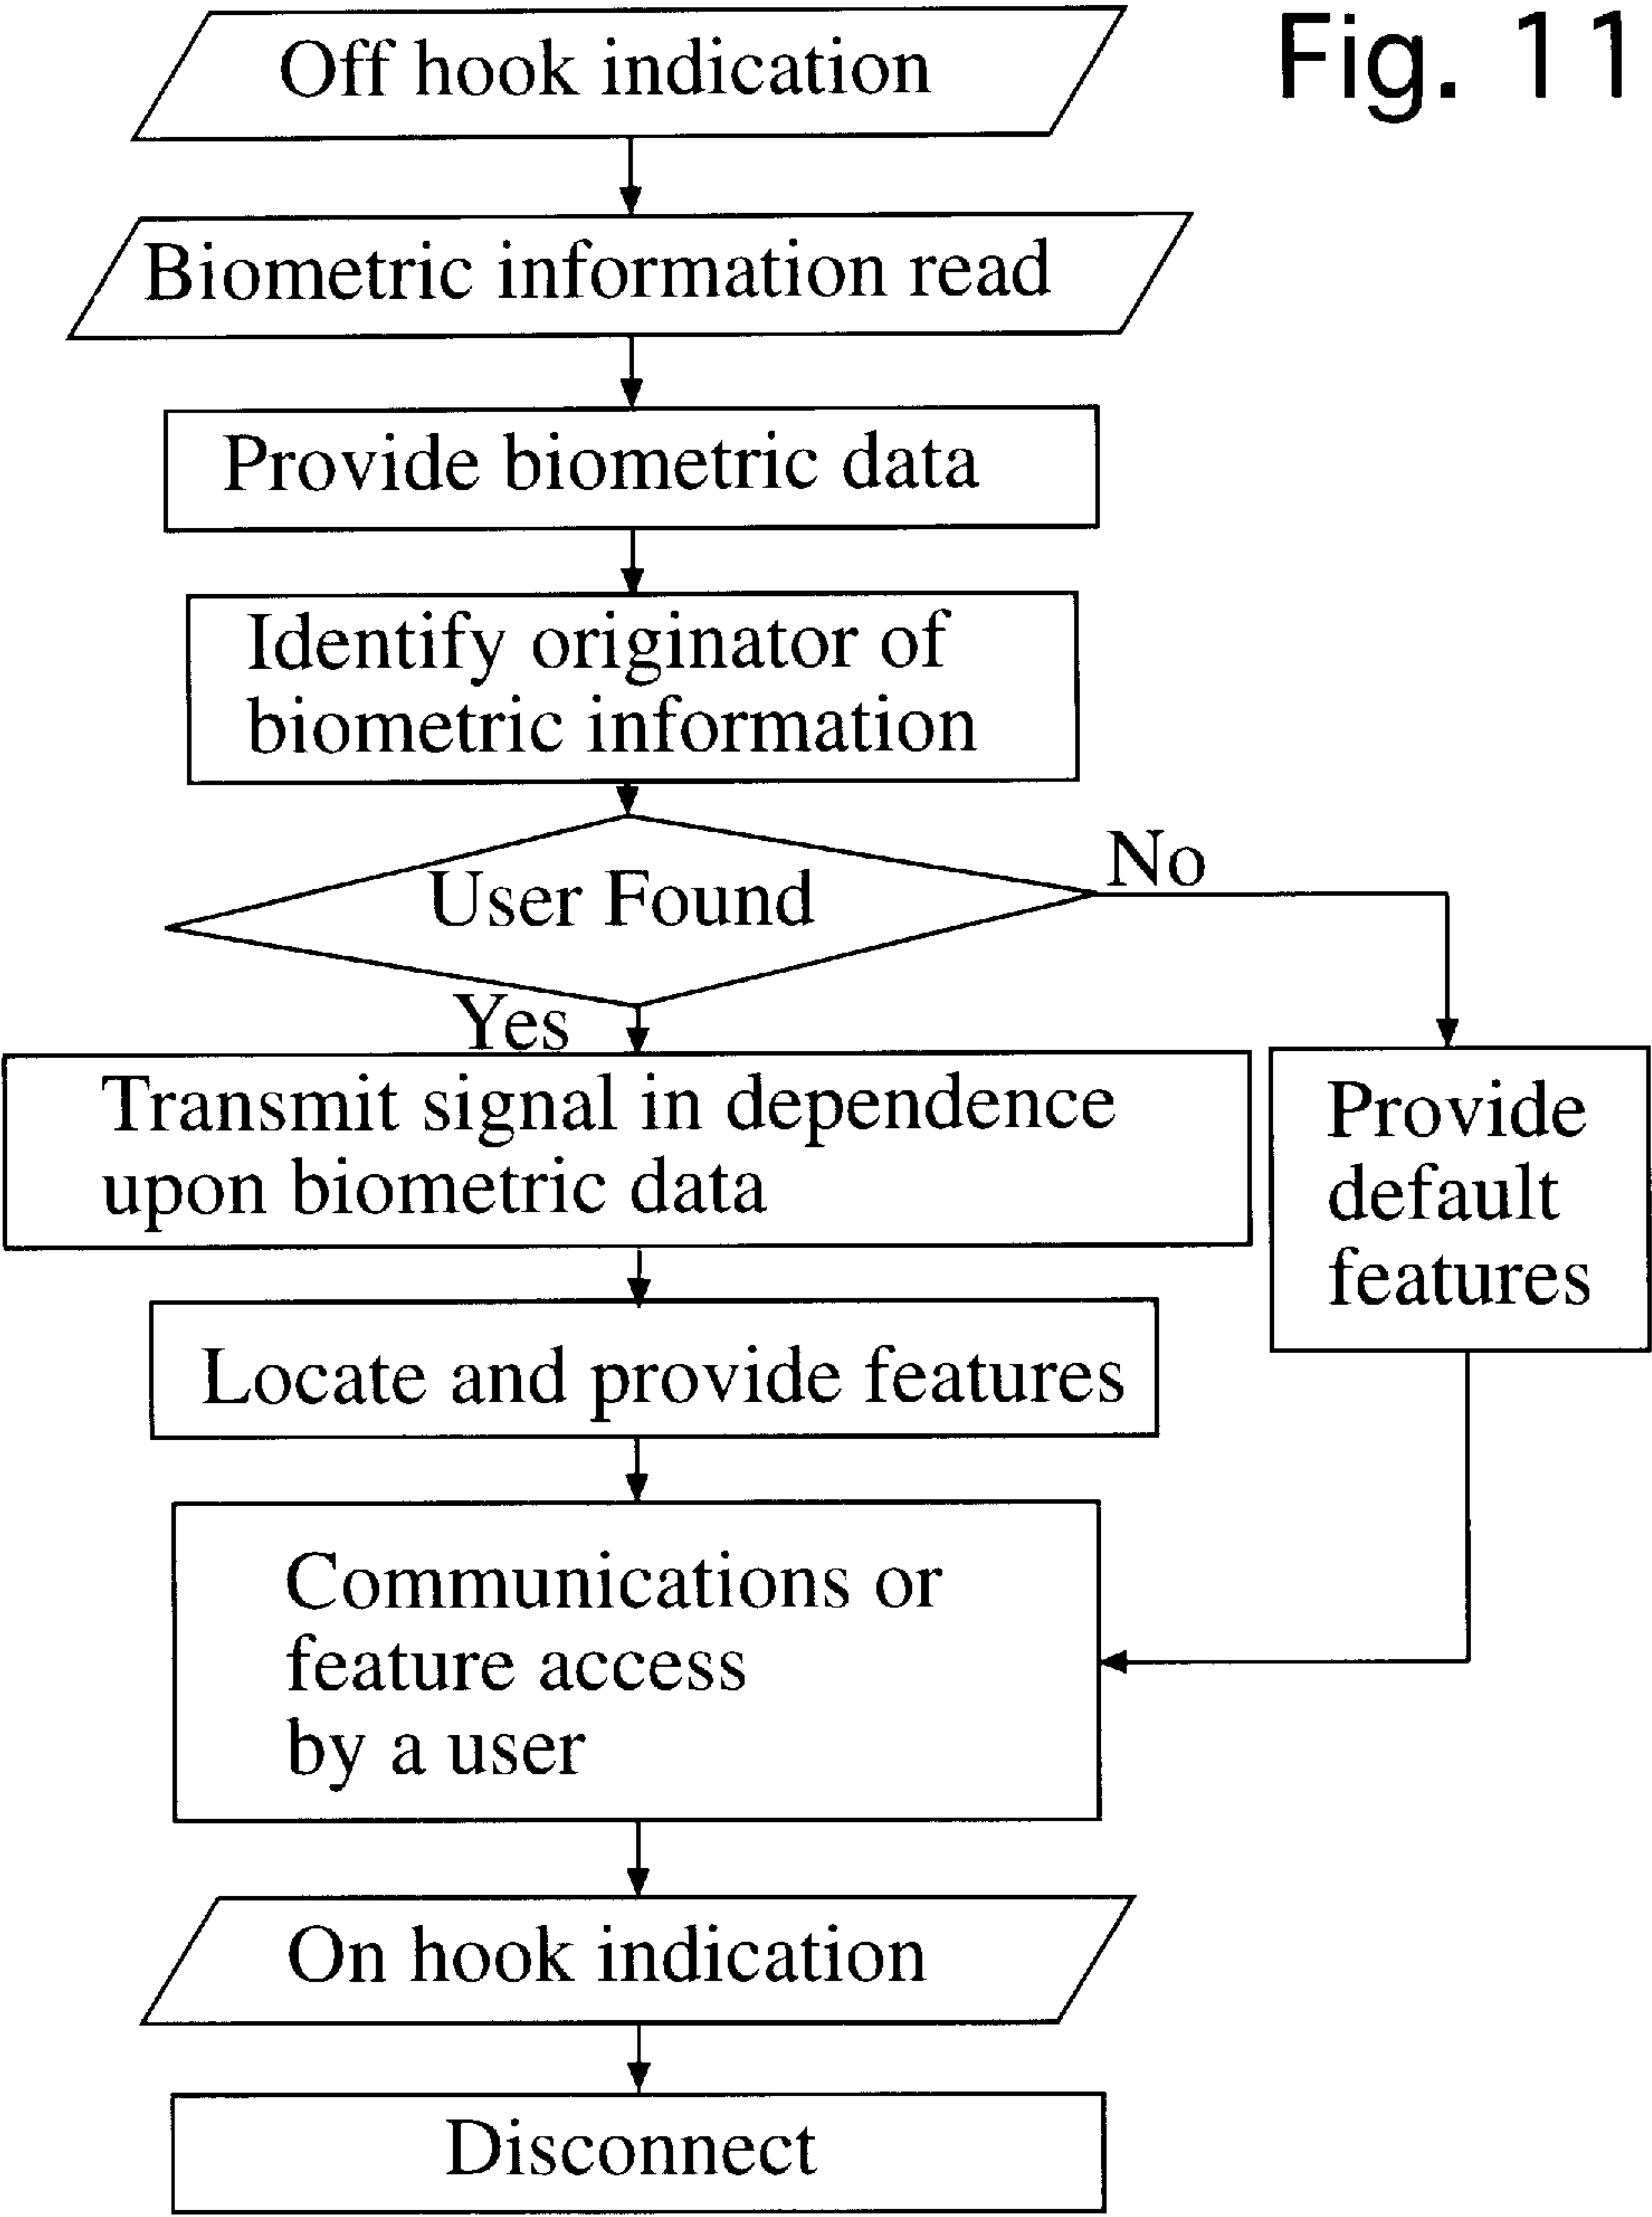 Fig. 11
Off hook indication
Biometric information read
Provide biometric data
Identify originator of
biometric information
User Found
No
Yes
Transmit signal in dependence
upon biometric data
Provide
default
features
Locate and provide features
Communications or
feature access
by a user
On hook indication
Disconnect